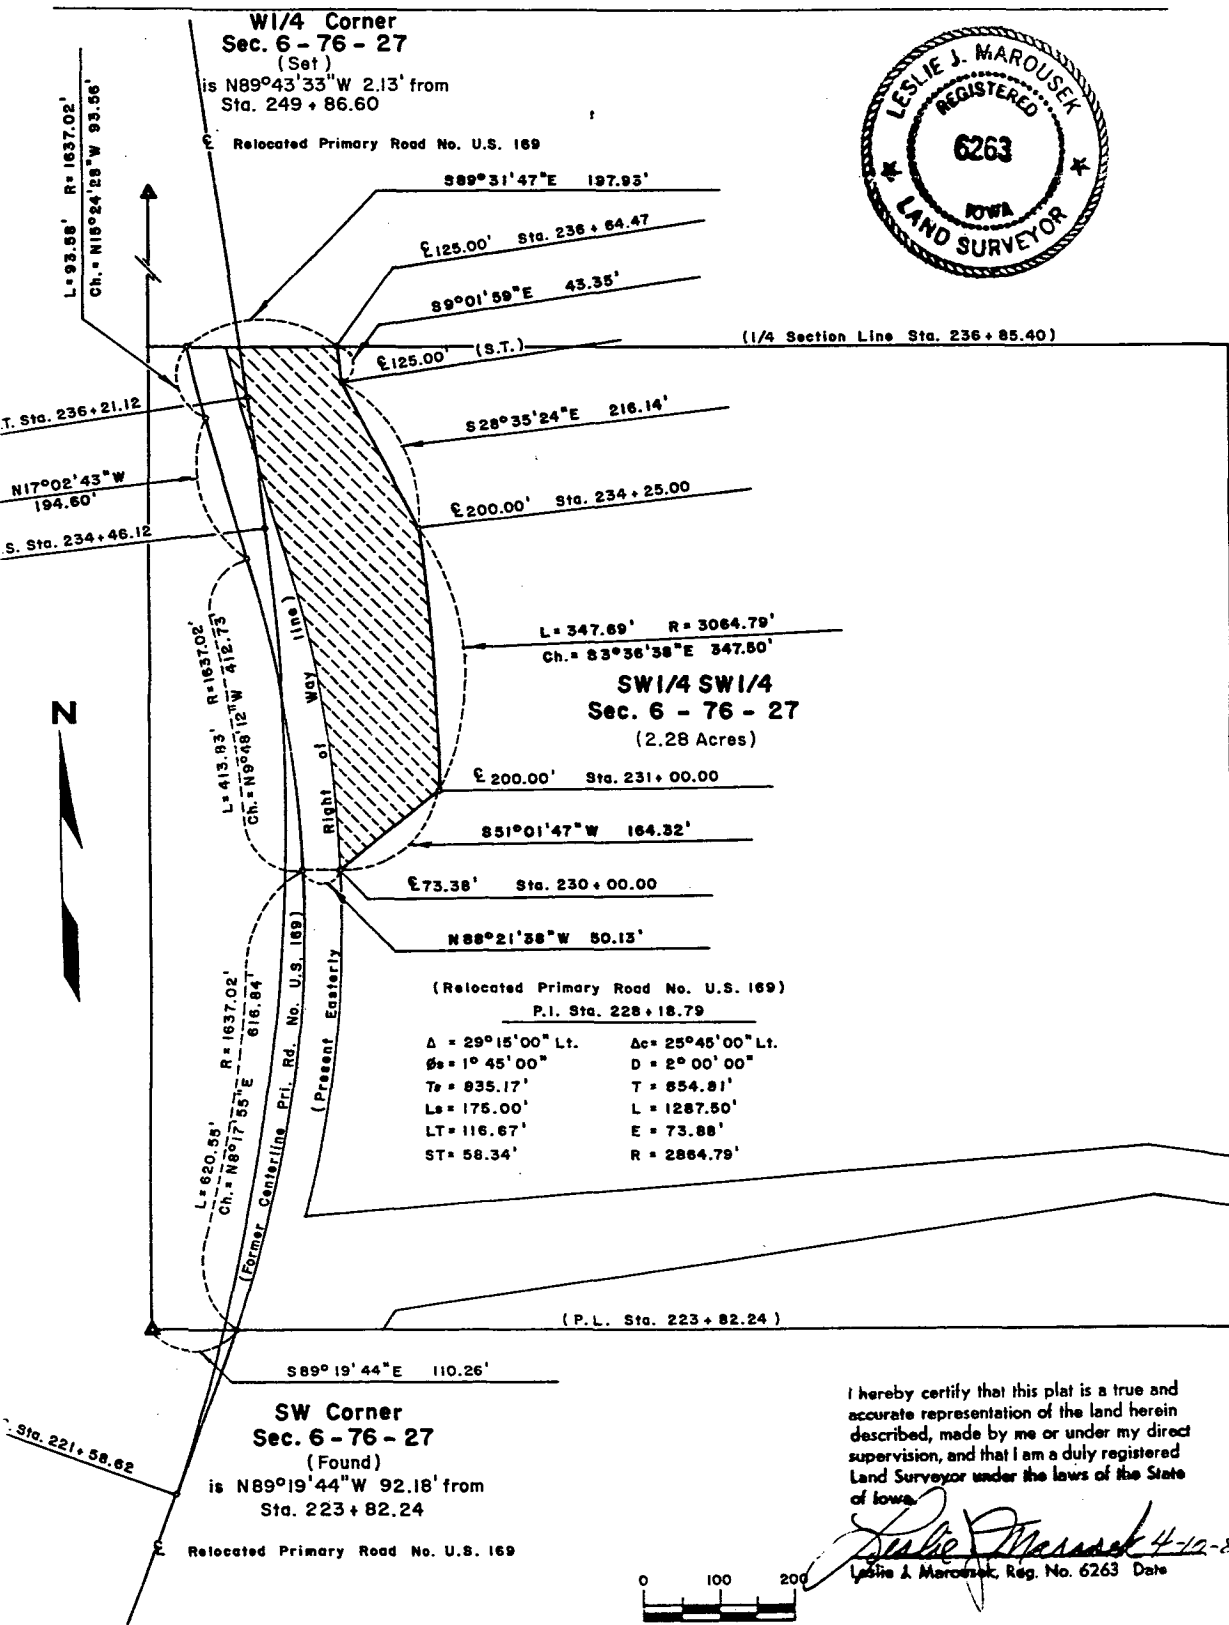 W1/4 Corner
Sec. 6 - 76 - 27
(Set)
is N89°43'33"W 2.13' from
Sta. 249 + 86.60
℄ Relocated Primary Road No. U.S. 169
LESLIE J. MAROUSEK
REGISTERED
6263
IOWA
LAND SURVEYOR
L=93.58' R=1637.02'
Ch.=N15°24'28"W 93.56'
S89°31'47"E 197.93'
℄125.00' Sta. 236 + 64.47
S9°01'59"E 43.35'
℄125.00' (S.T.)
(1/4 Section Line Sta. 236 + 85.40)
.T. Sta. 236+21.12
S28°35'24"E 216.14'
N17°02'43"W
194.60'
℄200.00' Sta. 234 + 25.00
.S. Sta. 234+46.12
L=413.83' R=1637.02'
Ch.=N9°48'12"W 412.73'
L= 347.69' R= 3064.79'
Ch.= S3°36'38"E 347.50'
SW1/4 SW1/4
Sec. 6 - 76 - 27
(2.28 Acres)
N
℄ 200.00' Sta. 231+ 00.00
S51°01'47"W 164.32'
℄73.38' Sta. 230 + 00.00
N88°21'38"W 50.13'
(Present Easterly Right of Way line)
(Former Centerline Pri. Rd. No. U.S. 169)
L=620.55' R=1637.02'
Ch.=N8°17'55"E 616.84'
(Relocated Primary Road No. U.S. 169)
P.I. Sta. 228 + 18.79
Δ = 29°15'00" Lt. Δc= 25°45'00" Lt.
Øs= 1° 45' 00" D = 2° 00' 00"
Ts = 835.17' T = 654.81'
Ls = 175.00' L = 1287.50'
LT= 116.67' E = 73.88'
ST= 58.34' R = 2864.79'
(P.L. Sta. 223 + 82.24)
S89°19'44"E 110.26'
SW Corner
Sec. 6 - 76 - 27
(Found)
is N89°19'44"W 92.18' from
Sta. 223 + 82.24
. Sta. 221+58.62
℄ Relocated Primary Road No. U.S. 169
I hereby certify that this plat is a true and
accurate representation of the land herein
described, made by me or under my direct
supervision, and that I am a duly registered
Land Surveyor under the laws of the State
of Iowa.
Leslie J Marousek 4-12-8
Leslie J. Marousek, Reg. No. 6263 Date
0 100 200